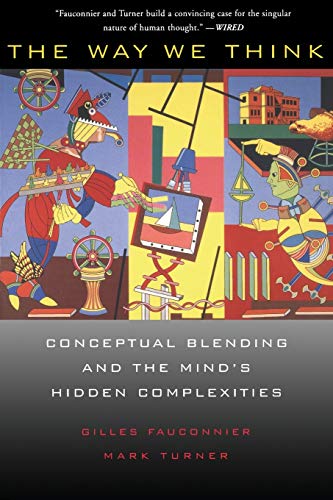 "Fauconnier and Turner build a convincing case for the singular
nature of human thought." —WIRED
THE WAY WE THINK
CONCEPTUAL BLENDING
AND THE MIND'S
HIDDEN COMPLEXITIES
GILLES FAUCONNIER
MARK TURNER